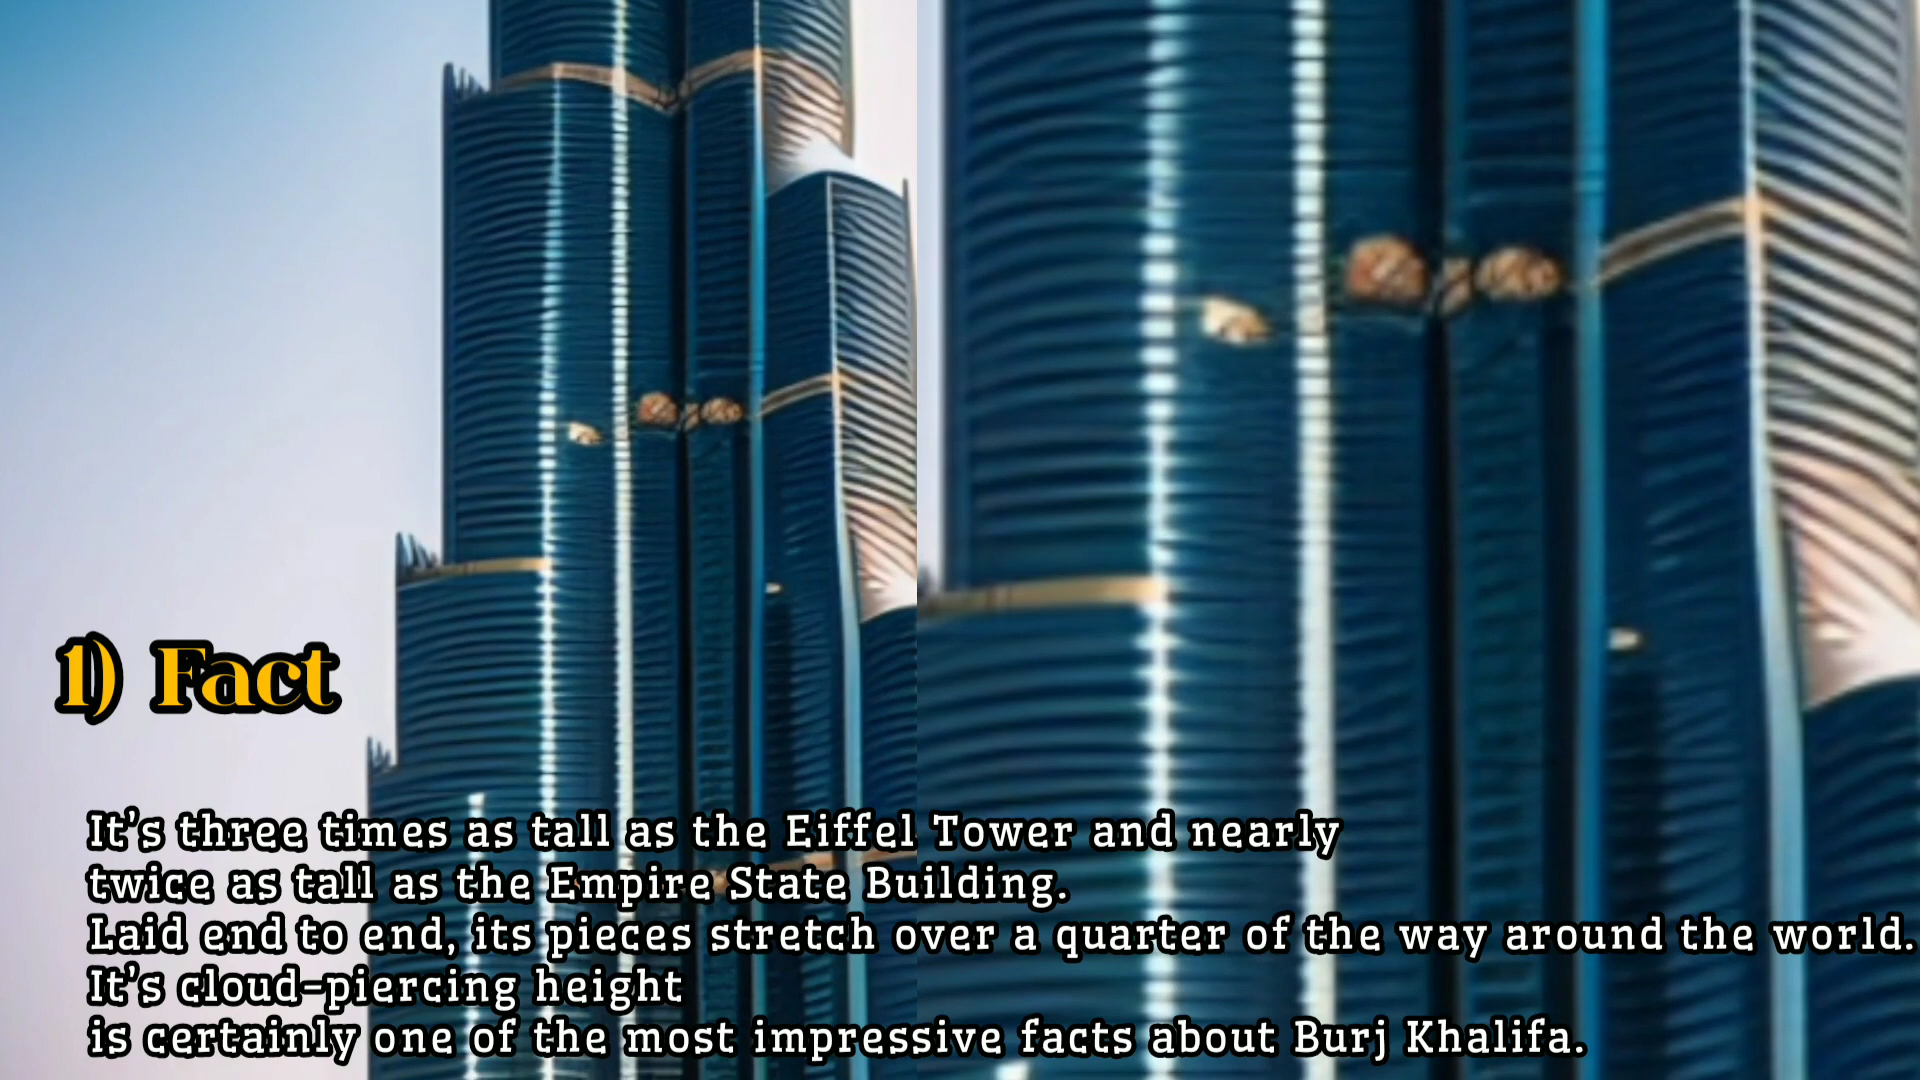 1) Fact
It's three times as tall as the Eiffel Tower and nearly
twice as tall as the Empire State Building.
Laid end to end, its pieces stretch over a quarter of the way around the world.
It's cloud-piercing height
is certainly one of the most impressive facts about Burj Khalifa.